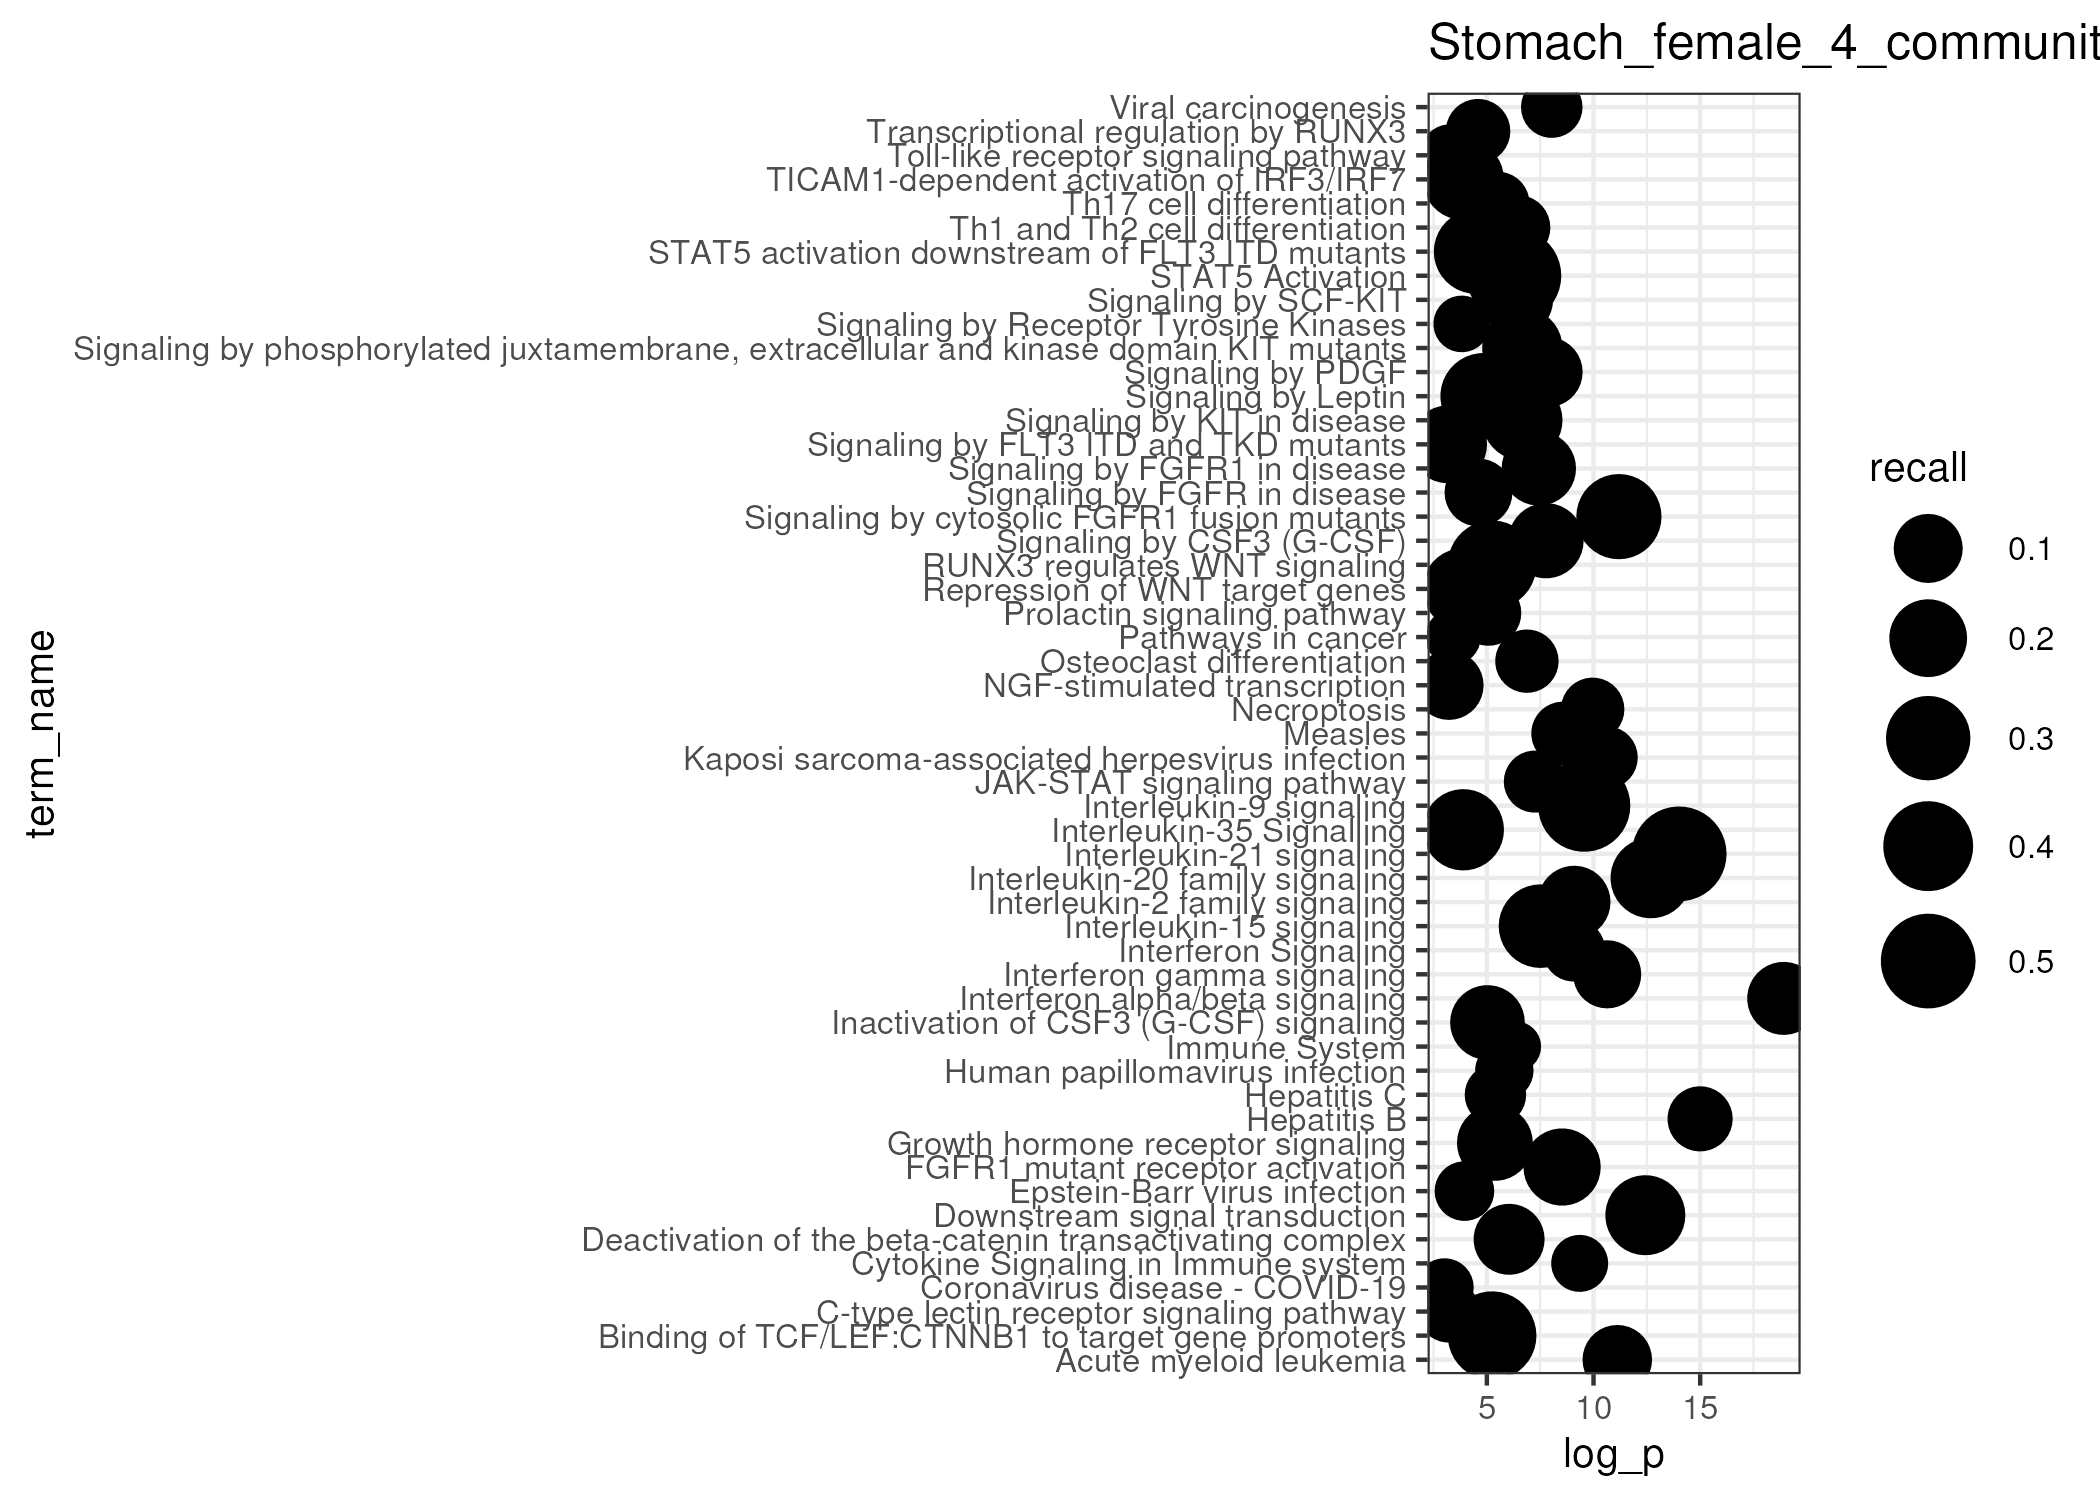 Stomach_female_4_communit
term_name
Viral carcinogenesis
Transcriptional regulation by RUNX3
Toll-like receptor signaling pathway
TICAM1-dependent activation of IRF3/IRF7
Th17 cell differentiation
Th1 and Th2 cell differentiation
STAT5 activation downstream of FLT3 ITD mutants
STAT5 Activation
Signaling by SCF-KIT
Signaling by Receptor Tyrosine Kinases
Signaling by phosphorylated juxtamembrane, extracellular and kinase domain KIT mutants
Signaling by PDGF
Signaling by Leptin
Signaling by KIT in disease
Signaling by FLT3 ITD and TKD mutants
Signaling by FGFR1 in disease
Signaling by FGFR in disease
Signaling by cytosolic FGFR1 fusion mutants
Signaling by CSF3 (G-CSF)
RUNX3 regulates WNT signaling
Repression of WNT target genes
Prolactin signaling pathway
Pathways in cancer
Osteoclast differentiation
NGF-stimulated transcription
Necroptosis
Measles
Kaposi sarcoma-associated herpesvirus infection
JAK-STAT signaling pathway
Interleukin-9 signaling
Interleukin-35 Signalling
Interleukin-21 signaling
Interleukin-20 family signaling
Interleukin-2 family signaling
Interleukin-15 signaling
Interferon Signaling
Interferon gamma signaling
Interferon alpha/beta signaling
Inactivation of CSF3 (G-CSF) signaling
Immune System
Human papillomavirus infection
Hepatitis C
Hepatitis B
Growth hormone receptor signaling
FGFR1 mutant receptor activation
Epstein-Barr virus infection
Downstream signal transduction
Deactivation of the beta-catenin transactivating complex
Cytokine Signaling in Immune system
Coronavirus disease - COVID-19
C-type lectin receptor signaling pathway
Binding of TCF/LEF:CTNNB1 to target gene promoters
Acute myeloid leukemia
5 10 15
log_p
recall
0.1
0.2
0.3
0.4
0.5